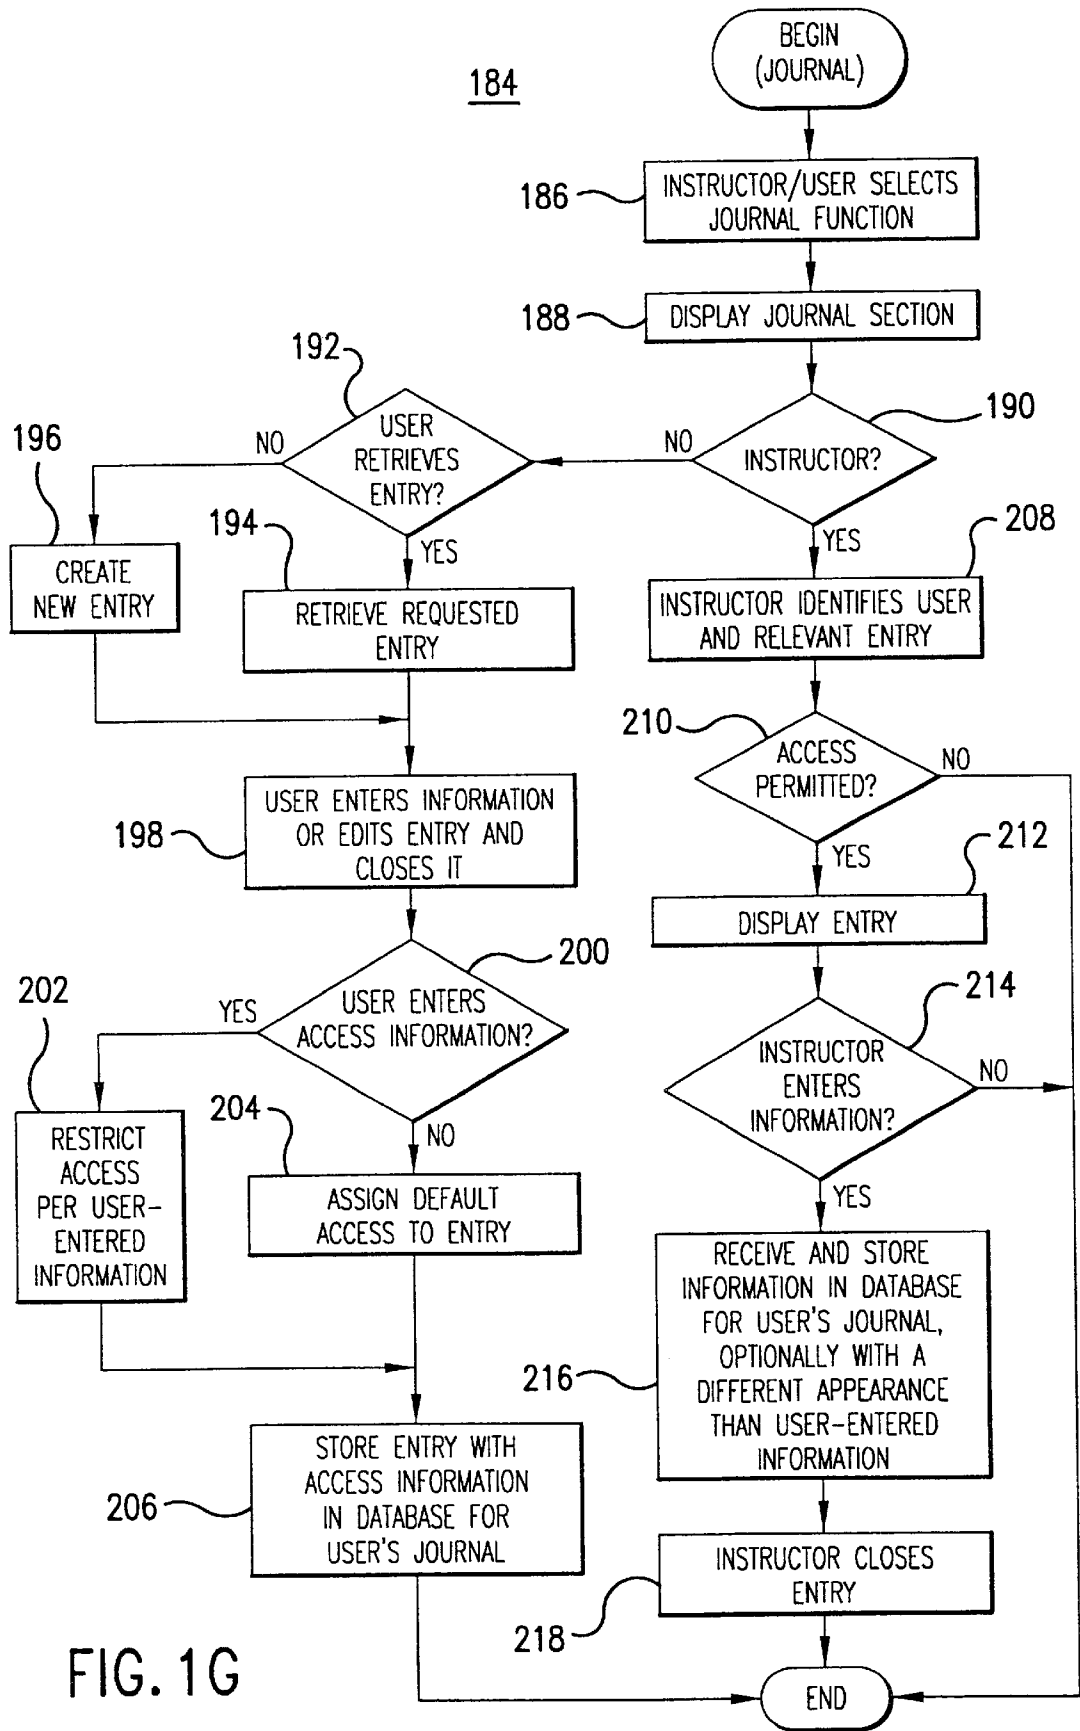 BEGIN
(JOURNAL)
184
186
INSTRUCTOR/USER SELECTS
JOURNAL FUNCTION
188
DISPLAY JOURNAL SECTION
192
190
196
NO
USER
RETRIEVES
ENTRY?
NO
INSTRUCTOR?
194
YES
YES
208
CREATE
NEW ENTRY
RETRIEVE REQUESTED
ENTRY
INSTRUCTOR IDENTIFIES USER
AND RELEVANT ENTRY
210
ACCESS
PERMITTED?
NO
198
USER ENTERS INFORMATION
OR EDITS ENTRY AND
CLOSES IT
YES
212
DISPLAY ENTRY
200
202
YES
USER ENTERS
ACCESS INFORMATION?
214
INSTRUCTOR
ENTERS
INFORMATION?
NO
204
NO
YES
RESTRICT
ACCESS
PER USER-
ENTERED
INFORMATION
ASSIGN DEFAULT
ACCESS TO ENTRY
216
RECEIVE AND STORE
INFORMATION IN DATABASE
FOR USER'S JOURNAL,
OPTIONALLY WITH A
DIFFERENT APPEARANCE
THAN USER-ENTERED
INFORMATION
206
STORE ENTRY WITH
ACCESS INFORMATION
IN DATABASE FOR
USER'S JOURNAL
INSTRUCTOR CLOSES
ENTRY
218
END
FIG. 1G